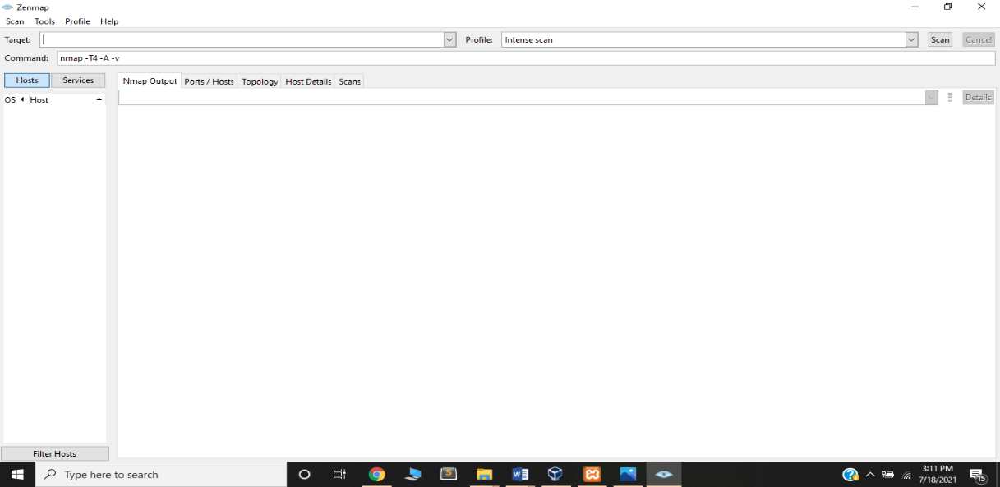 Zenmap
Scan Tools Profile Help
Target: Profile: Intense scan Scan Cancel
Command: nmap -T4 -A -v
Hosts Services Nmap Output Ports / Hosts Topology Host Details Scans
OS Host Details
Filter Hosts
Type here to search
3:11 PM
7/18/2021
15